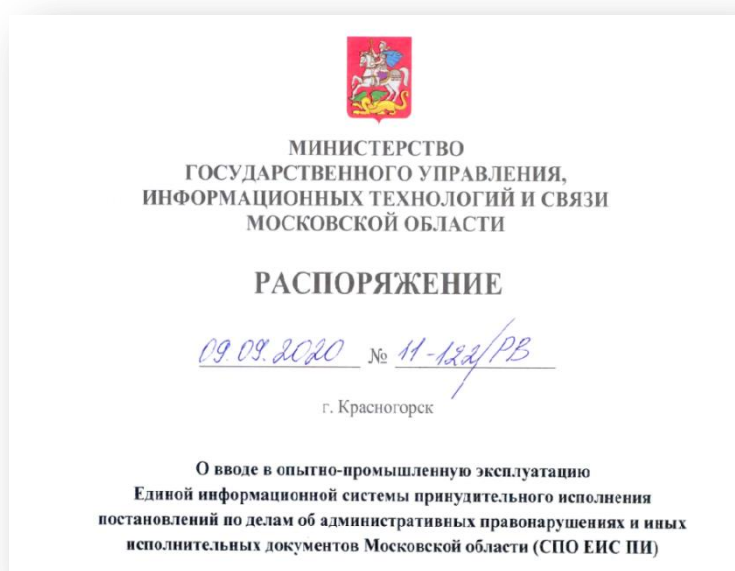 МИНИСТЕРСТВО
ГОСУДАРСТВЕННОГО УПРАВЛЕНИЯ,
ИНФОРМАЦИОННЫХ ТЕХНОЛОГИЙ И СВЯЗИ
МОСКОВСКОЙ ОБЛАСТИ
РАСПОРЯЖЕНИЕ
09.09.2020 № 11-122/РВ
г. Красногорск
О вводе в опытно-промышленную эксплуатацию
Единой информационной системы принудительного исполнения
постановлений по делам об административных правонарушениях и иных
исполнительных документов Московской области (СПО ЕИС ПИ)